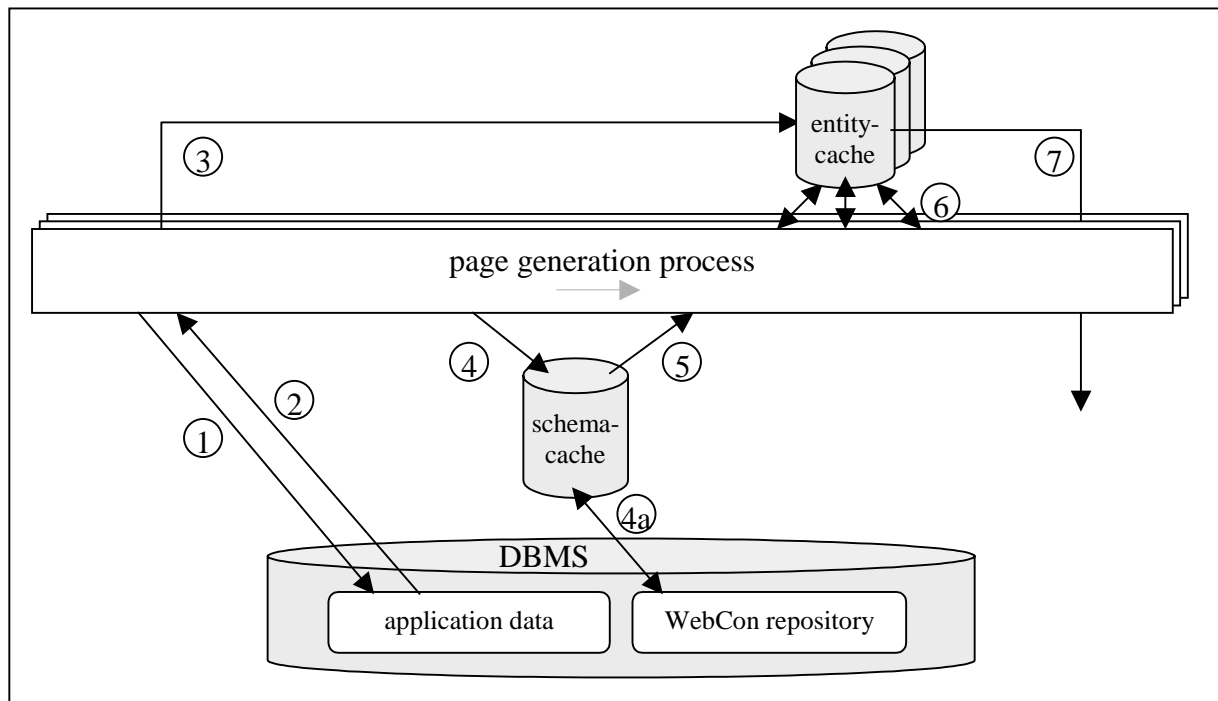 entity-
cache
3
7
6
page generation process
4
5
2
1
schema-
cache
4a
DBMS
application data
WebCon repository